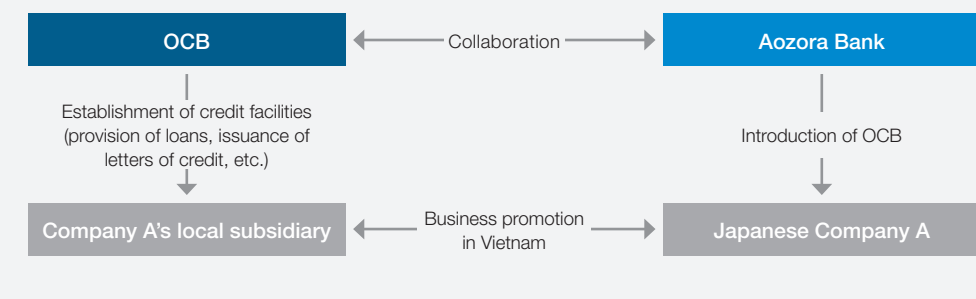 OCB
Collaboration
Aozora Bank
Establishment of credit facilities
(provision of loans, issuance of
letters of credit, etc.)
Introduction of OCB
Company A’s local subsidiary
Business promotion
in Vietnam
Japanese Company A